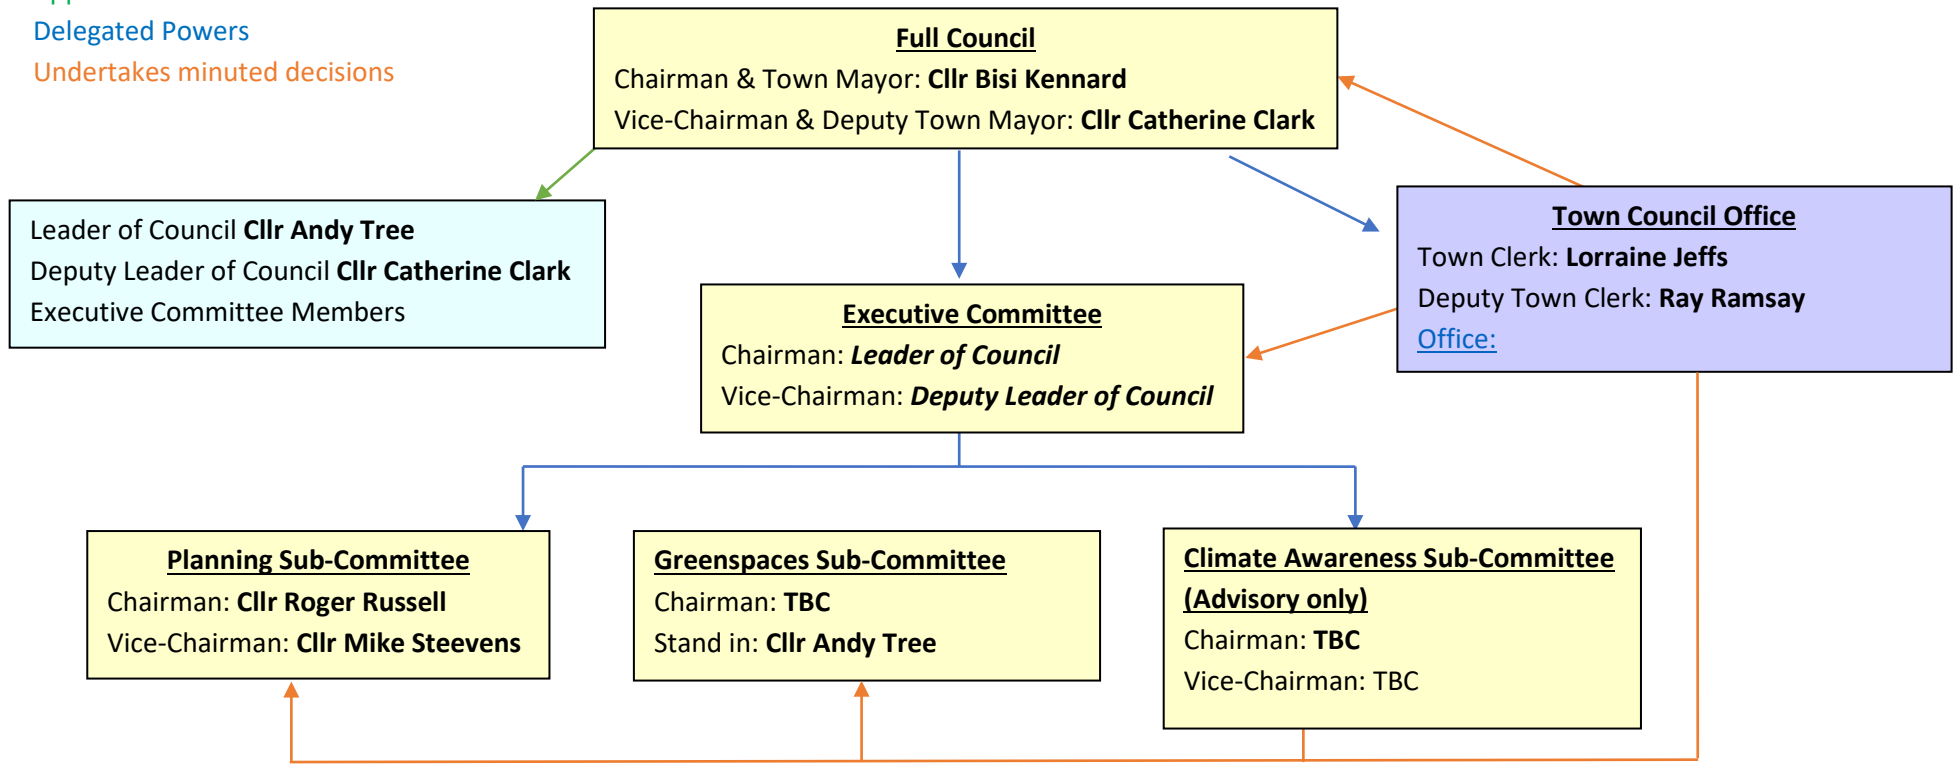 Delegated Powers
Undertakes minuted decisions
Full Council
Chairman & Town Mayor: Cllr Bisi Kennard
Vice-Chairman & Deputy Town Mayor: Cllr Catherine Clark
Leader of Council Cllr Andy Tree
Deputy Leader of Council Cllr Catherine Clark
Executive Committee Members
Town Council Office
Town Clerk: Lorraine Jeffs
Deputy Town Clerk: Ray Ramsay
Office:
Executive Committee
Chairman: Leader of Council
Vice-Chairman: Deputy Leader of Council
Planning Sub-Committee
Chairman: Cllr Roger Russell
Vice-Chairman: Cllr Mike Steevens
Greenspaces Sub-Committee
Chairman: TBC
Stand in: Cllr Andy Tree
Climate Awareness Sub-Committee
(Advisory only)
Chairman: TBC
Vice-Chairman: TBC